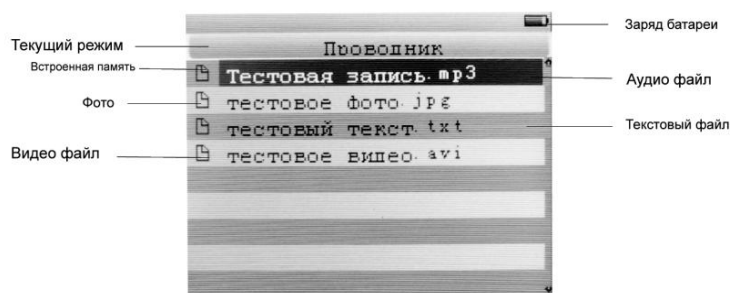 Заряд батареи
Текущий режим
Проводник
Встроенная память
Тестовая запись.mp3
Аудио файл
Фото
тестовое фото.jpg
тестовый текст.txt
Текстовый файл
Видео файл
тестовое видео.avi